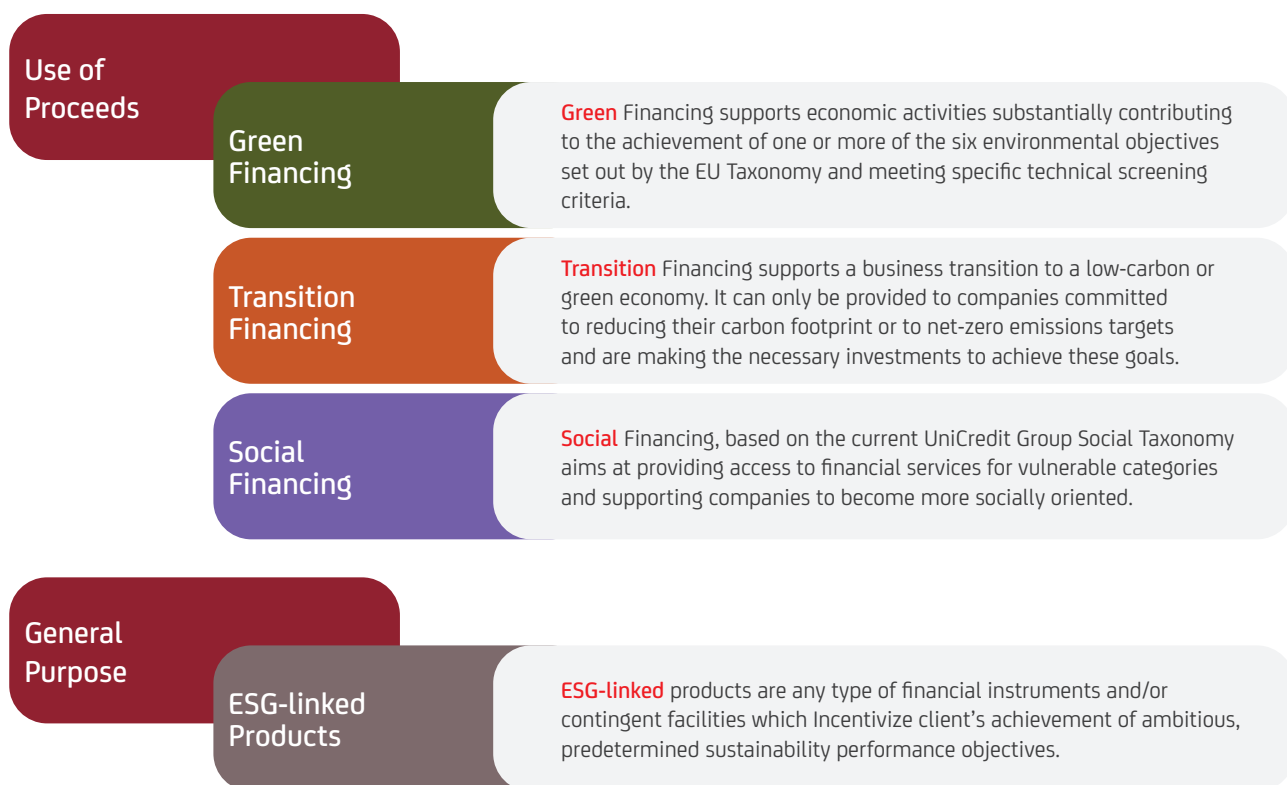 Use of
Proceeds
Green
Financing
Green Financing supports economic activities substantially contributing
to the achievement of one or more of the six environmental objectives
set out by the EU Taxonomy and meeting specific technical screening
criteria.
Transition
Financing
Transition Financing supports a business transition to a low-carbon or
green economy. It can only be provided to companies committed
to reducing their carbon footprint or to net-zero emissions targets
and are making the necessary investments to achieve these goals.
Social
Financing
Social Financing, based on the current UniCredit Group Social Taxonomy
aims at providing access to financial services for vulnerable categories
and supporting companies to become more socially oriented.
General
Purpose
ESG-linked
Products
ESG-linked products are any type of financial instruments and/or
contingent facilities which Incentivize client’s achievement of ambitious,
predetermined sustainability performance objectives.